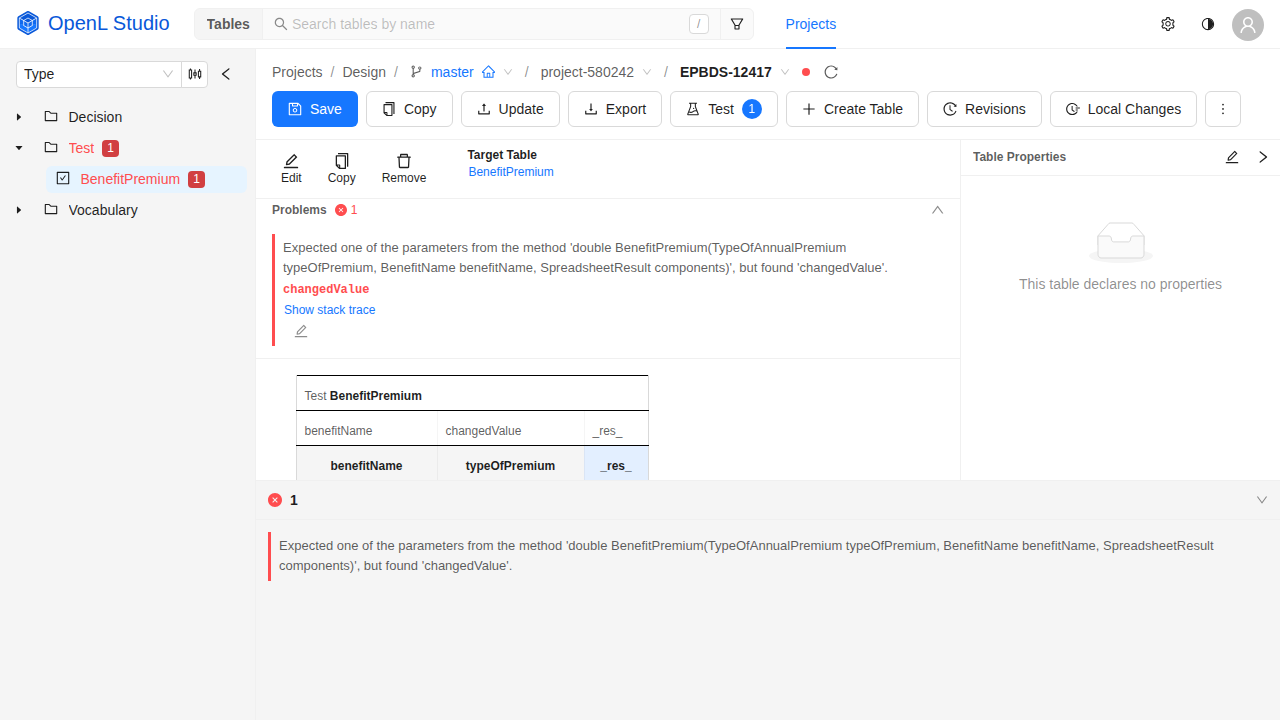 OpenL Studio
Tables
Search tables by name
/
Projects
Type
Decision
Test 1
BenefitPremium 1
Vocabulary
Projects / Design / master / project-580242 / EPBDS-12417
Save
Copy
Update
Export
Test 1
Create Table
Revisions
Local Changes
Edit
Copy
Remove
Target Table
BenefitPremium
Table Properties
This table declares no properties
Problems 1
Expected one of the parameters from the method 'double BenefitPremium(TypeOfAnnualPremium
typeOfPremium, BenefitName benefitName, SpreadsheetResult components)', but found 'changedValue'.
changedValue
Show stack trace
Test BenefitPremium
benefitName changedValue _res_
benefitName typeOfPremium _res_
1
Expected one of the parameters from the method 'double BenefitPremium(TypeOfAnnualPremium typeOfPremium, BenefitName benefitName, SpreadsheetResult
components)', but found 'changedValue'.